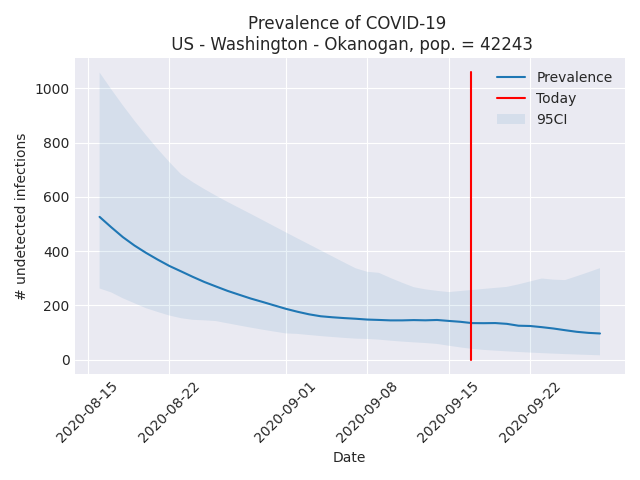 Prevalence of COVID-19
US - Washington - Okanogan, pop. = 42243
Prevalence
Today
95CI
# undetected infections
1000
800
600
400
200
0
2020-08-15
2020-08-22
2020-09-01
2020-09-08
2020-09-15
2020-09-22
Date